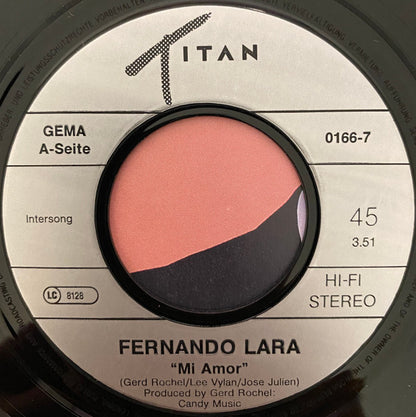 TITAN
GEMA
A-Seite
0166-7
Intersong
45
3.51
LC 8128
HI-FI
STEREO
FERNANDO LARA
"Mi Amor"
(Gerd Rochel/Lee Vylan/Jose Julien)
Produced by Gerd Rochel:
Candy Music